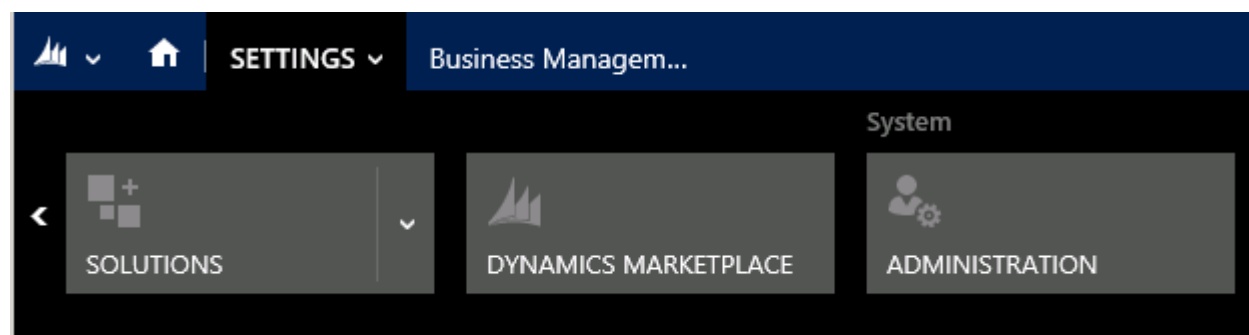 SETTINGS Business Managem...
System
SOLUTIONS DYNAMICS MARKETPLACE ADMINISTRATION